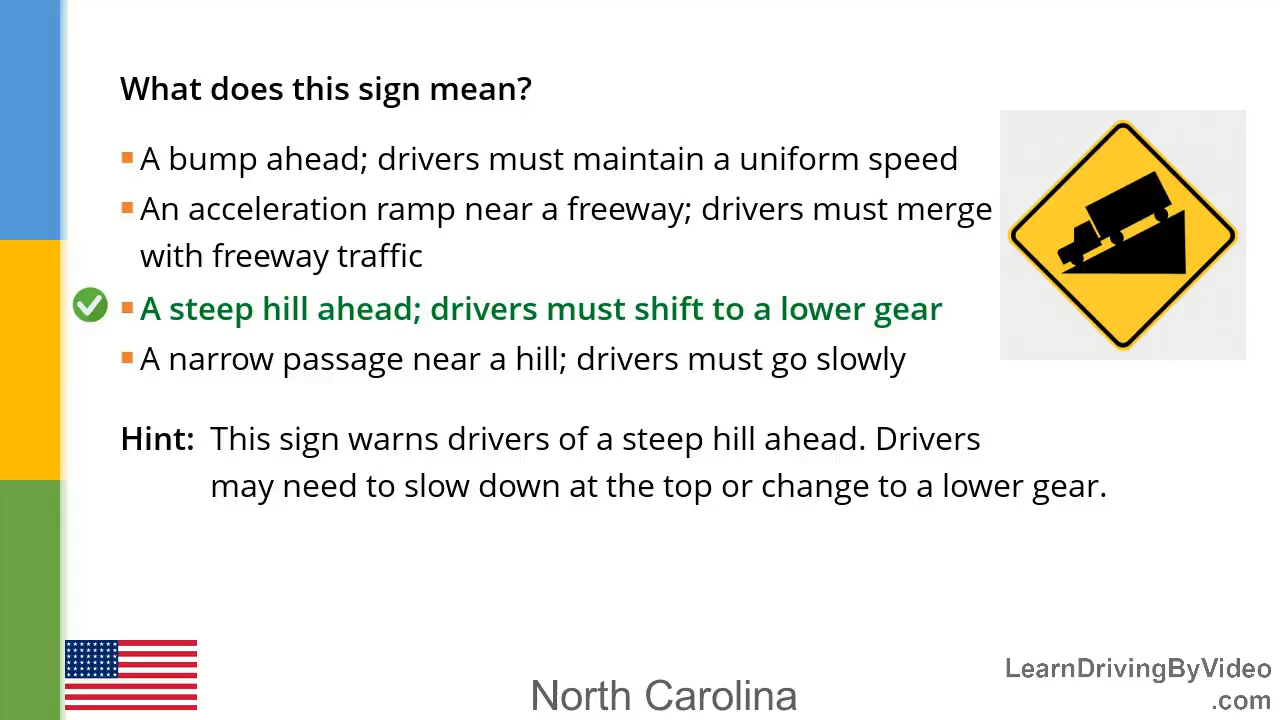 What does this sign mean?
A bump ahead; drivers must maintain a uniform speed
An acceleration ramp near a freeway; drivers must merge
with freeway traffic
A steep hill ahead; drivers must shift to a lower gear
A narrow passage near a hill; drivers must go slowly
Hint: This sign warns drivers of a steep hill ahead. Drivers
may need to slow down at the top or change to a lower gear.
North Carolina
LearnDrivingByVideo
.com